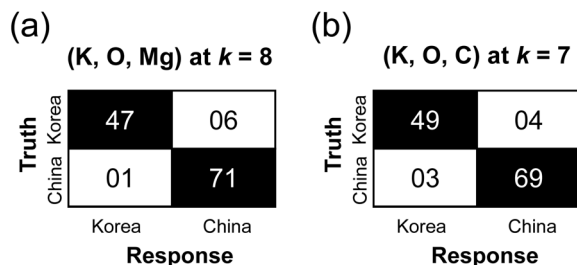 (a)
(K, O, Mg) at k = 8
Truth
Korea
China
47
06
01
71
Korea
China
Response
(b)
(K, O, C) at k = 7
Truth
Korea
China
49
04
03
69
Korea
China
Response